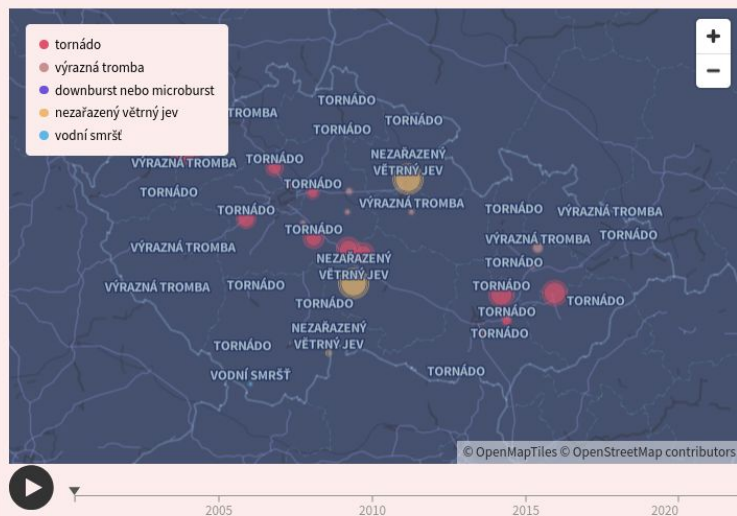 tornádo
výrazná tromba
downburst nebo microburst
nezařazený větrný jev
vodní smršť
+
−
TORNÁDO
TROMBA
TORNÁDO
TORNÁDO
NEZAŘAZENÝ
VĚTRNÝ JEV
VÝRAZNÁ TROMBA
TORNÁDO
TORNÁDO
TORNÁDO
VÝRAZNÁ TROMBA
TORNÁDO
TORNÁDO
VÝRAZNÁ TROMBA
TORNÁDO
TORNÁDO
VÝRAZNÁ TROMBA
VÝRAZNÁ TROMBA
NEZAŘAZENÝ
VĚTRNÝ JEV
TORNÁDO
VÝRAZNÁ TROMBA
TORNÁDO
TORNÁDO
TORNÁDO
TORNÁDO
TORNÁDO
NEZAŘAZENÝ
VĚTRNÝ JEV
TORNÁDO
TORNÁDO
VODNÍ SMRŠŤ
TORNÁDO
© OpenMapTiles © OpenStreetMap contributors
2005
2010
2015
2020